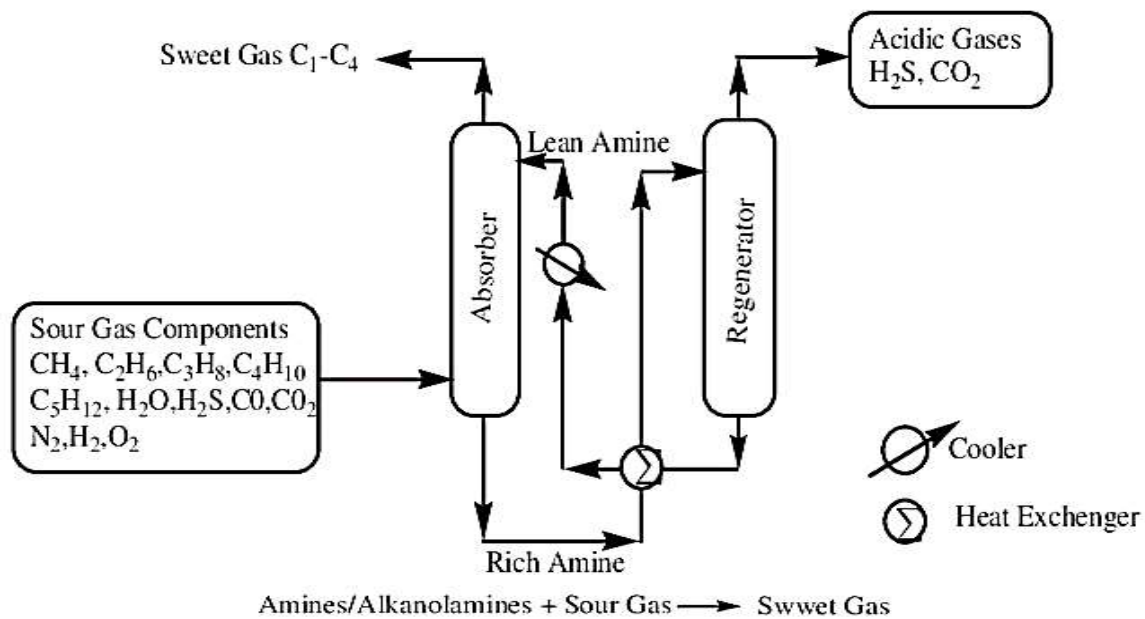 Sweet Gas C₁-C₄
Acidic Gases
H₂S, CO₂
Lean Amine
Absorber
Regenerator
Sour Gas Components
CH₄, C₂H₆,C₃H₈,C₄H₁₀
C₅H₁₂, H₂O,H₂S,C0,C0₂
N₂,H₂,O₂
Cooler
Heat Exchenger
Rich Amine
Amines/Alkanolamines + Sour Gas → Swwet Gas